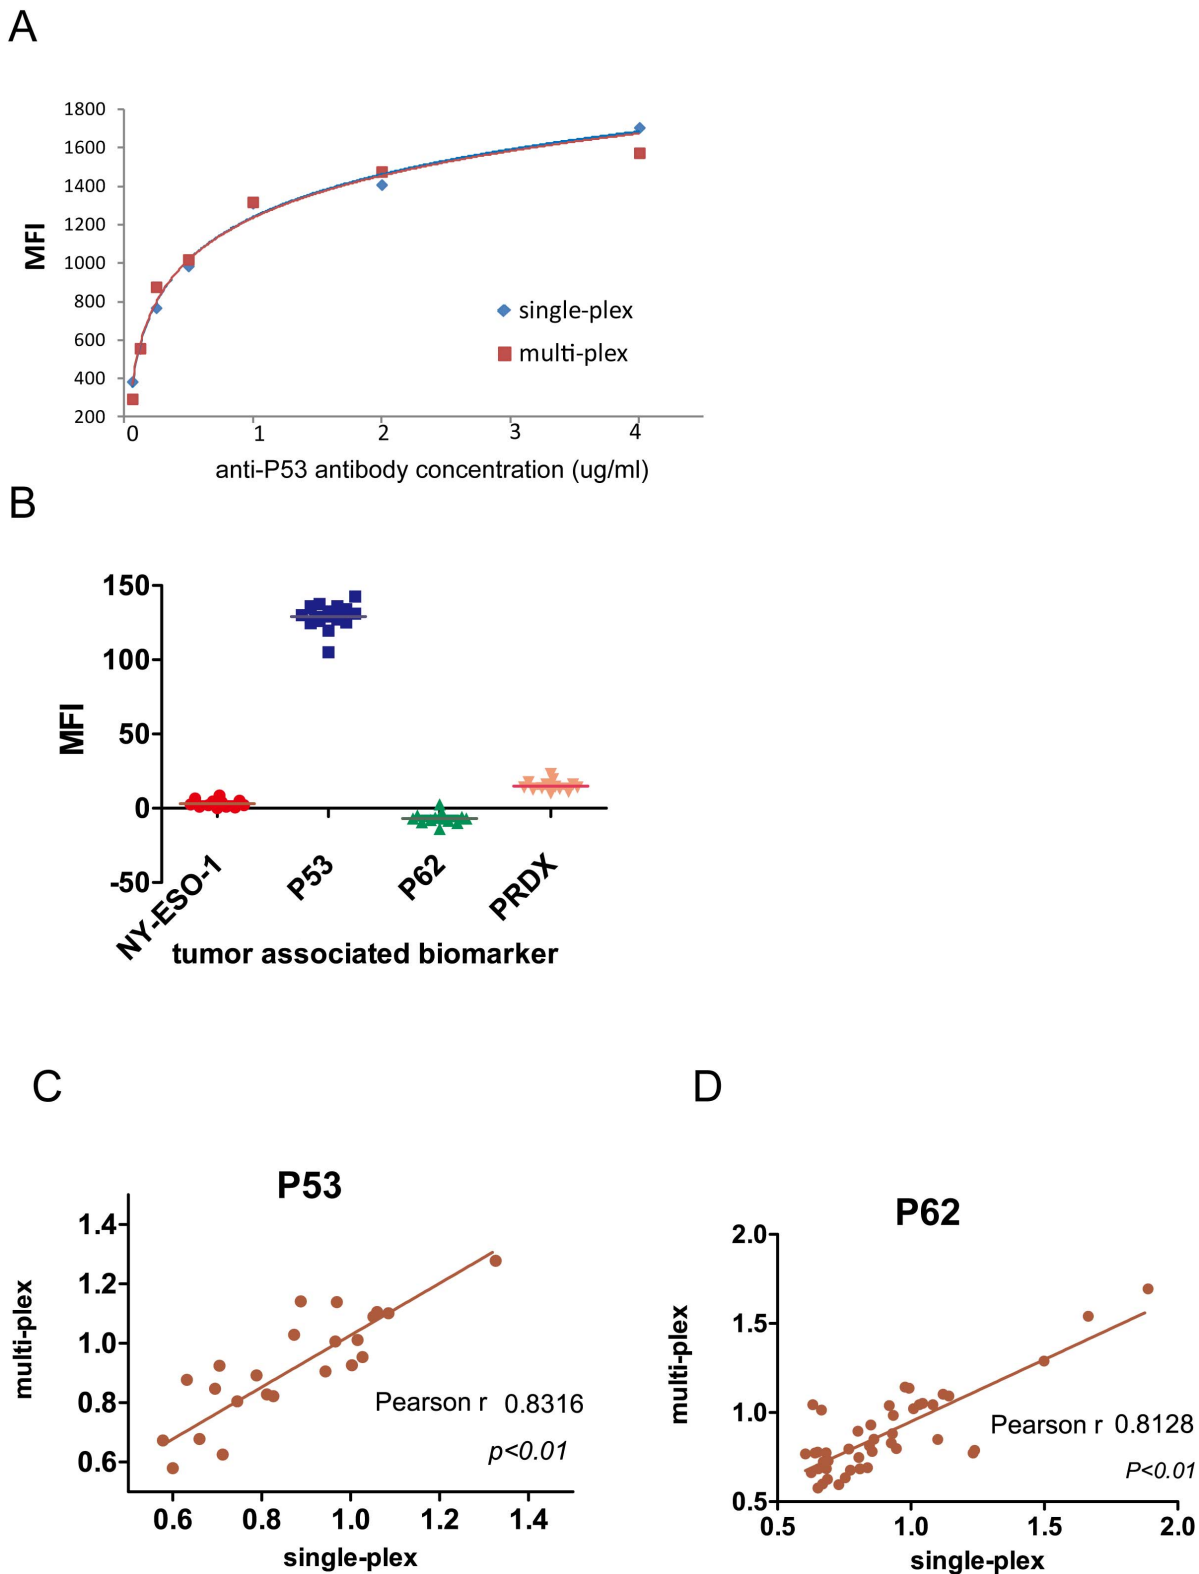 A
1800
1600
1400
1200
1000
800
600
400
200
MFI
single-plex
multi-plex
0 1 2 3 4
anti-P53 antibody concentration (ug/ml)
B
150
100
50
0
-50
MFI
NY-ESO-1 P53 P62 PRDX
tumor associated biomarker
C
P53
1.4
1.2
1.0
0.8
0.6
multi-plex
Pearson r 0.8316
p<0.01
0.6 0.8 1.0 1.2 1.4
single-plex
D
P62
2.0
1.5
1.0
0.5
multi-plex
Pearson r 0.8128
P<0.01
0.5 1.0 1.5 2.0
single-plex